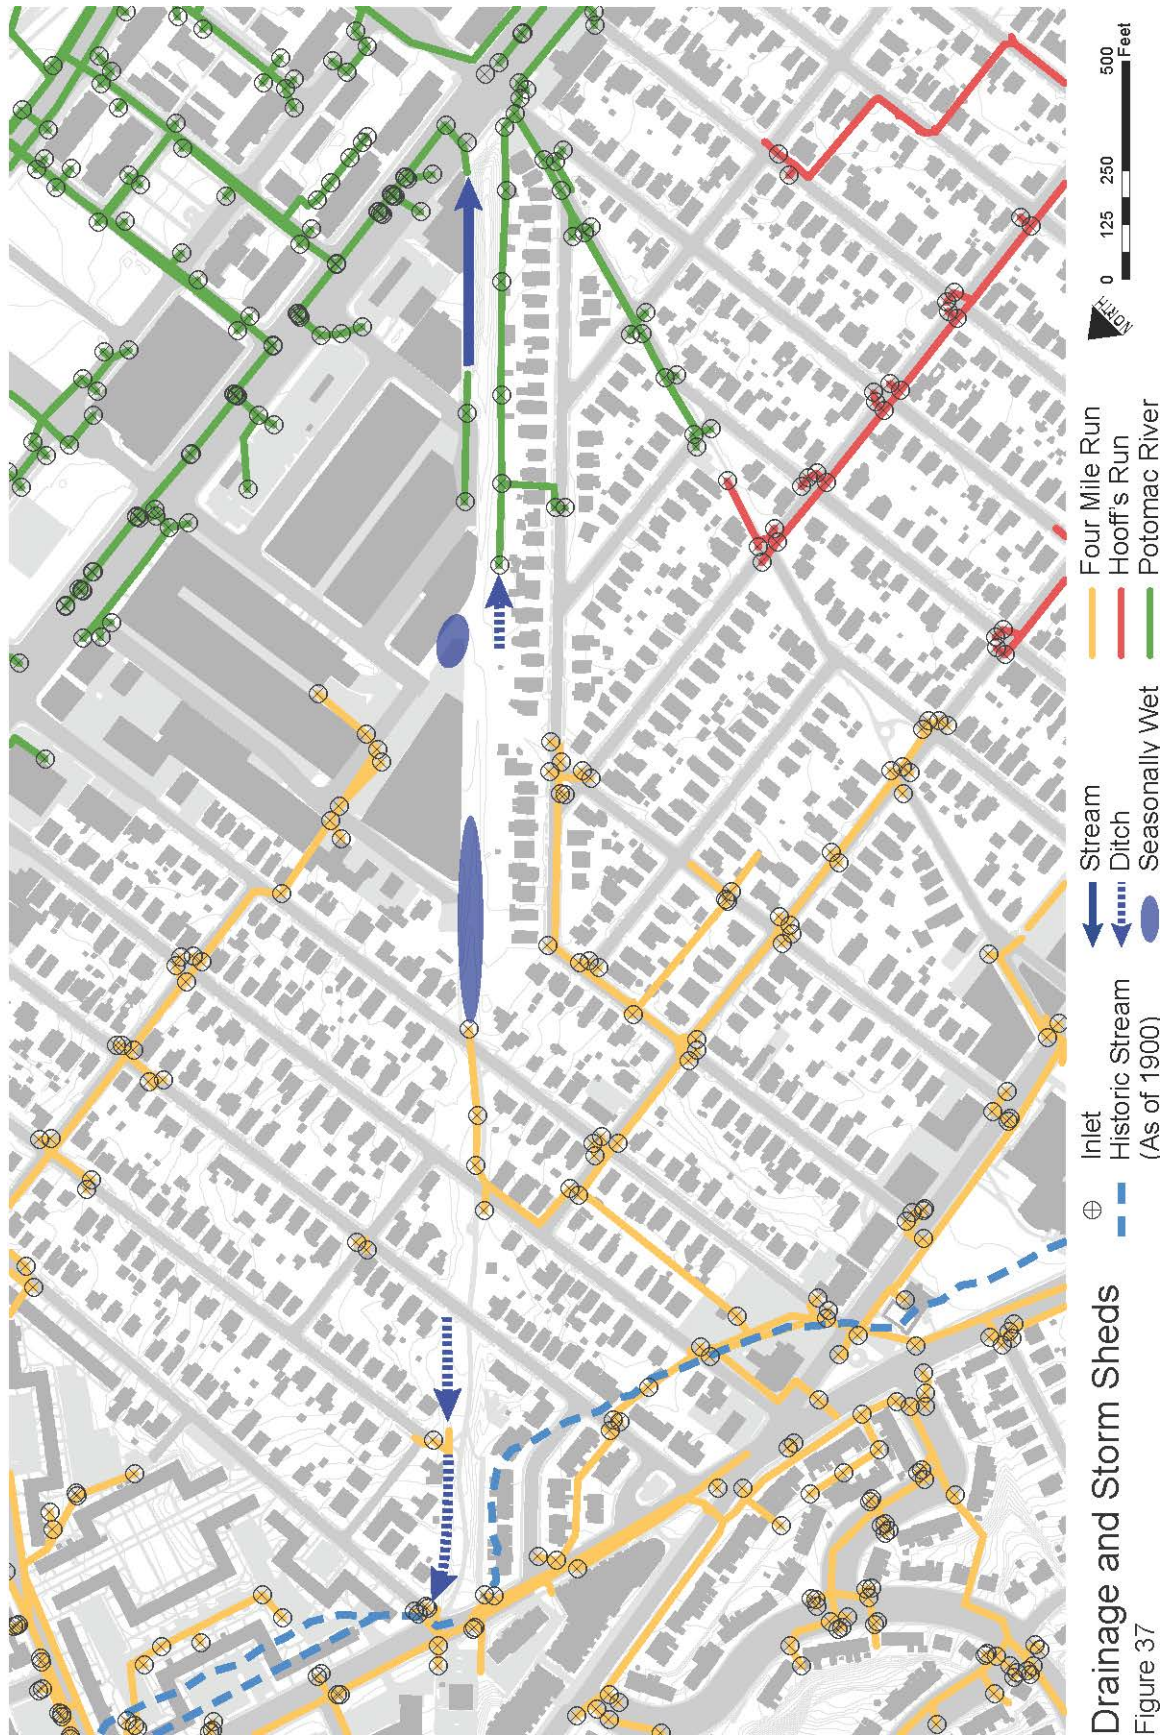 Drainage and Storm Sheds
Figure 37
Inlet
Historic Stream
(As of 1900)
Stream
Ditch
Seasonally Wet
Four Mile Run
Hooff's Run
Potomac River
NORTH
0 125 250 500
Feet